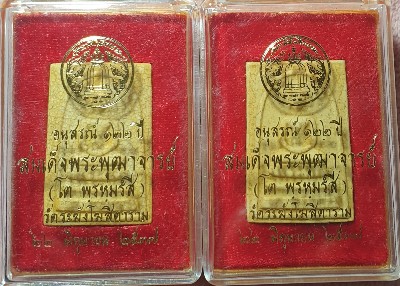 อนุสรณ์ ๑๒๒ ปี
สมเด็จพระพุฒาจารย์
(โต พรหมรํสี)
วัดระฆังโฆสิตาราม
๒๒ มิถุนายน ๒๕๓๗
อนุสรณ์ ๑๒๒ ปี
สมเด็จพระพุฒาจารย์
(โต พรหมรํสี)
วัดระฆังโฆสิตาราม
๒๒ มิถุนายน ๒๕๓๗